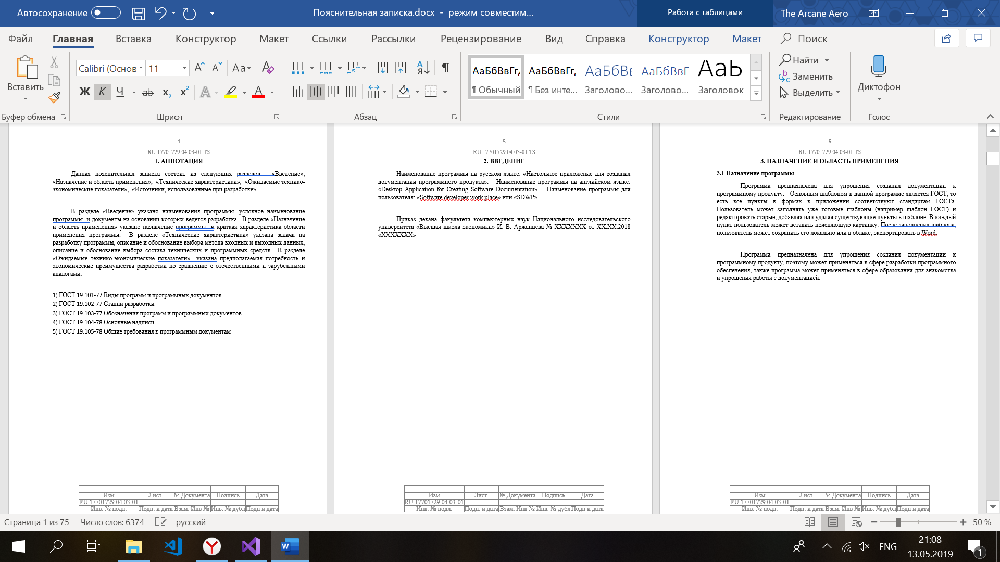 Автосохранение
Пояснительная записка.docx - режим совместим...
Работа с таблицами
The Arcane Aero
Файл Главная Вставка Конструктор Макет Ссылки Рассылки Рецензирование Вид Справка Конструктор Макет Поиск
Вставить
Буфер обмена
Calibri (Основ 11
Aa
Ж К Ч ab x₂ x² A A
Шрифт
Абзац
АаБбВвГг, АаБбВвГг, АаБбВв АаБбВвГ Ааb
¶ Обычный ¶ Без инте... Заголово... Заголово... Заголовок
Стили
Найти
Заменить
Выделить
Редактирование
Диктофон
Голос
4
RU.17701729.04.03-01 ТЗ
1. АННОТАЦИЯ
Данная пояснительная записка состоит из следующих разделов: «Введение»,
«Назначение и область применения», «Технические характеристики», «Ожидаемые технико-
экономические показатели», «Источники, использованные при разработке».
В разделе «Введение» указано наименования программы, условное наименование
программы и документы на основании которых ведется разработка. В разделе «Назначение
и область применения» указано назначение программы и краткая характеристика области
применения программы. В разделе «Технические характеристики» указана задача на
разработку программы, описание и обоснование выбора метода входных и выходных данных,
описание и обоснование выбора состава технических и программных средств. В разделе
«Ожидаемые технико-экономические показатели» указана предполагаемая потребность и
экономические преимущества разработки по сравнению с отечественными и зарубежными
аналогами.
1) ГОСТ 19.101-77 Виды программ и программных документов
2) ГОСТ 19.102-77 Стадии разработки
3) ГОСТ 19.103-77 Обозначения программ и программных документов
4) ГОСТ 19.104-78 Основные надписи
5) ГОСТ 19.105-78 Общие требования к программным документам
Изм Лист. № Документа Подпись Дата
RU.17701729.04.03-01
Инв. № подл. Подп. и дата Взам. Инв № Инв. № дубл Подп и дата
5
RU.17701729.04.03-01 ТЗ
2. ВВЕДЕНИЕ
Наименование программы на русском языке: «Настольное приложение для создания
документации программного продукта». Наименование программы на английском языке:
«Desktop Application for Creating Software Documentation». Наименование программы для
пользователя: «Software developer work place» или «SDWP».
Приказ декана факультета компьютерных наук Национального исследовательского
университета «Высшая школа экономики» И. В. Аржанцева № XXXXXXX от XX.XX.2018
«XXXXXXX»
Изм Лист. № Документа Подпись Дата
RU.17701729.04.03-01
Инв. № подл. Подп. и дата Взам. Инв № Инв. № дубл Подп и дата
6
RU.17701729.04.03-01 ТЗ
3. НАЗНАЧЕНИЕ И ОБЛАСТЬ ПРИМЕНЕНИЯ
3.1 Назначение программы
Программа предназначена для упрощения создания документации к
программному продукту. Основным шаблоном в данной программе является ГОСТ, то
есть все пункты в формах в приложении соответствуют стандартам ГОСТа.
Пользователь может заполнять уже готовые шаблоны (например шаблон ГОСТ) и
редактировать старые, добавляя или удаляя существующие пункты в шаблоне. В каждый
пункт пользователь может вставить поясняющую картинку. После заполнения шаблона,
пользователь может сохранить его локально или в облаке, экспортировать в Word.
Программа предназначена для упрощения создания документации к
программному продукту, поэтому может применяться в сфере разработки программного
обеспечения, также программа может применяться в сфере образования для знакомства
и упрощения работы с документацией.
Изм Лист. № Документа Подпись Дата
RU.17701729.04.03-01
Инв. № подл. Подп. и дата Взам. Инв № Инв. № дубл Подп и дата
Страница 1 из 75 Число слов: 6374 русский
50 %
ENG
21:08
13.05.2019
1